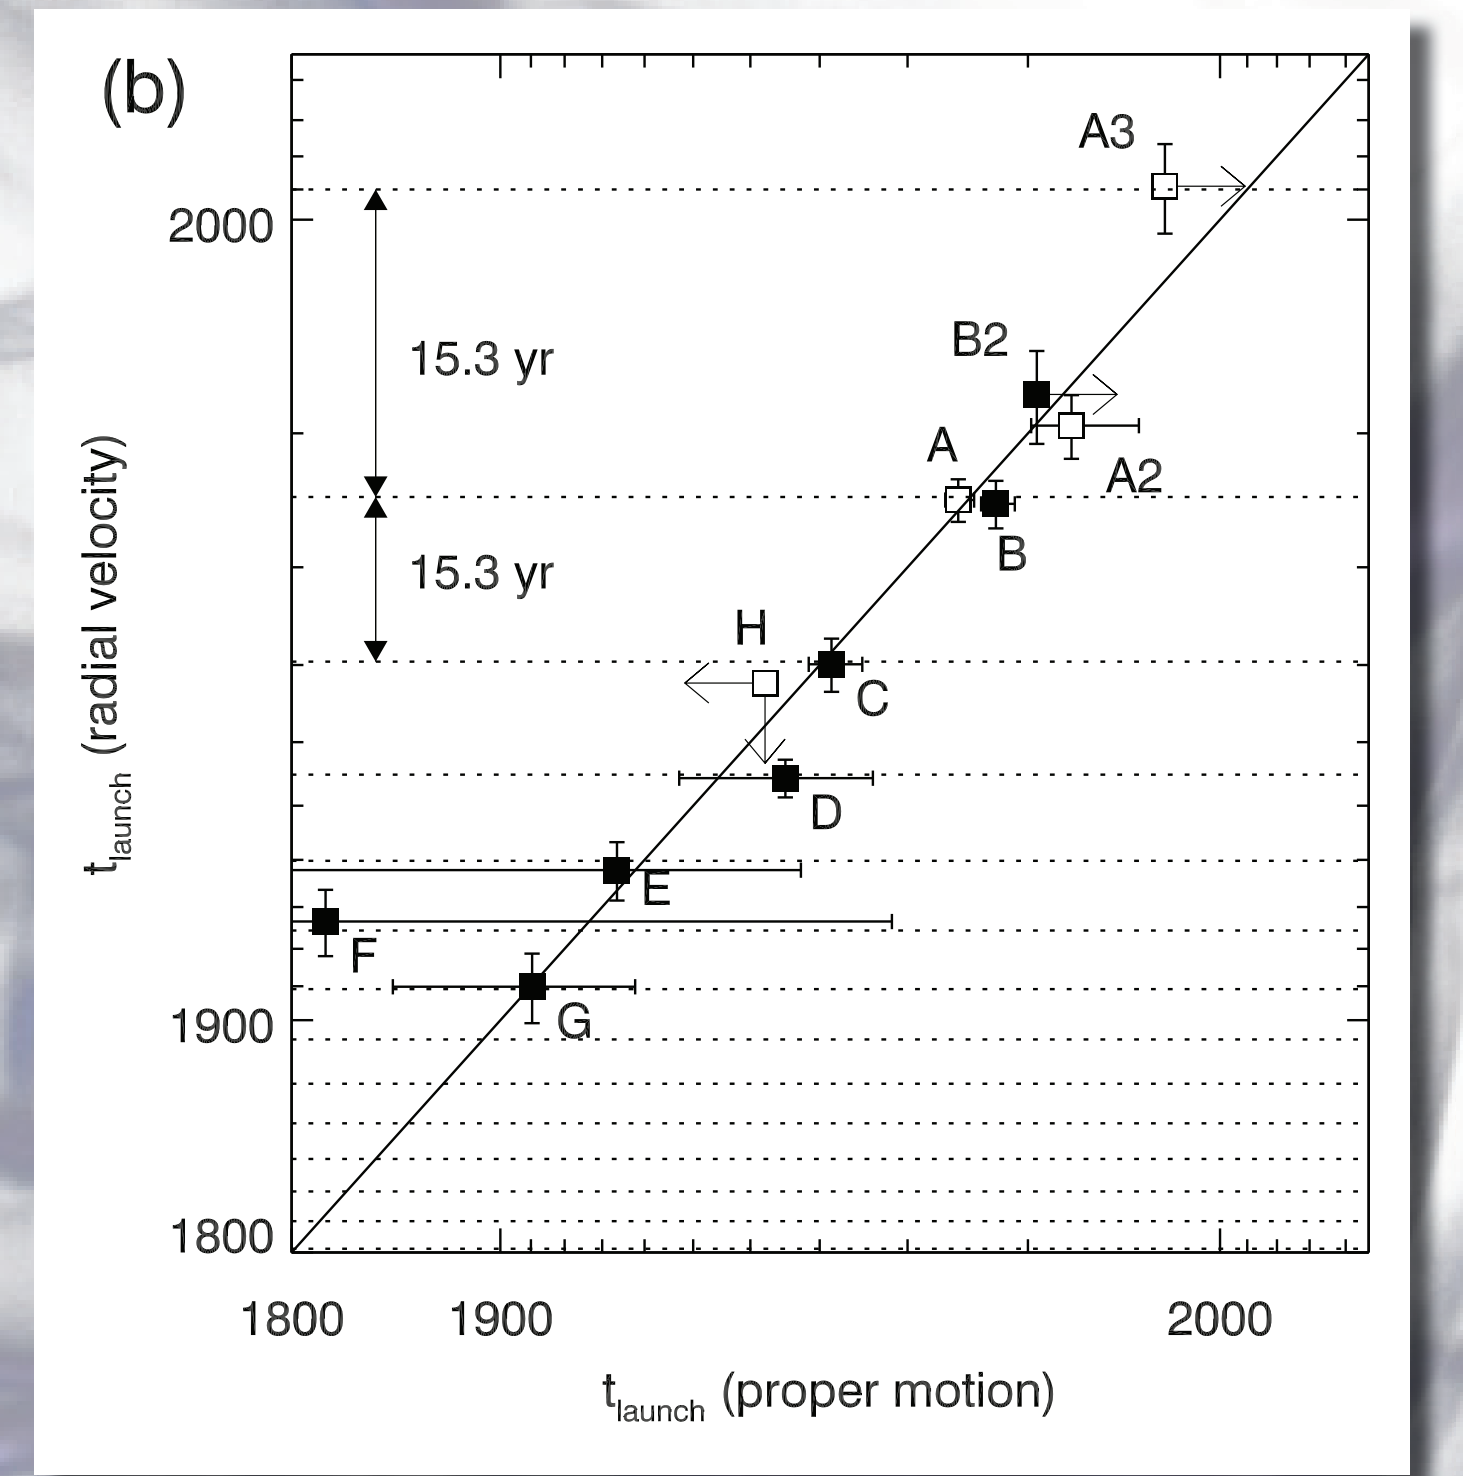 (b)
A3
2000
B2
15.3 yr
A
A2
B
15.3 yr
H
C
D
E
F
G
1900
1800
1800 1900 2000
t_launch (radial velocity)
t_launch (proper motion)